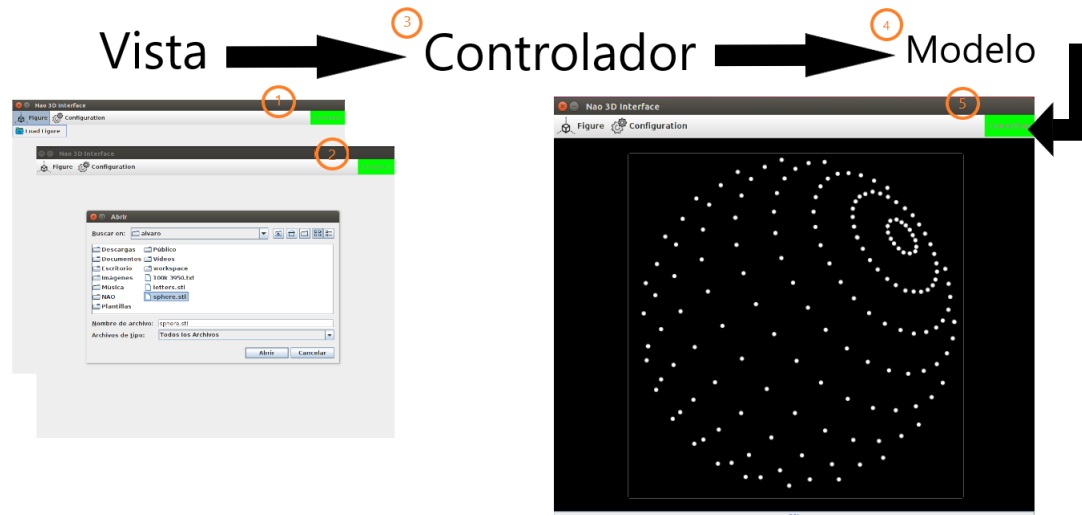 Vista
3
Controlador
4
Modelo
1
Nao 3D Interface
Figure
Configuration
Load Figure
2
Nao 3D Interface
Figure
Configuration
Abrir
Buscar en:
alvaro
Descargas
Público
Documentos
Vídeos
Escritorio
workspace
Imágenes
100k 3950.txt
Música
letters.stl
NAO
sphere.stl
Plantillas
Nombre de archivo:
sphere.stl
Archivos de tipo:
Todos los Archivos
Abrir
Cancelar
5
Nao 3D Interface
Figure
Configuration